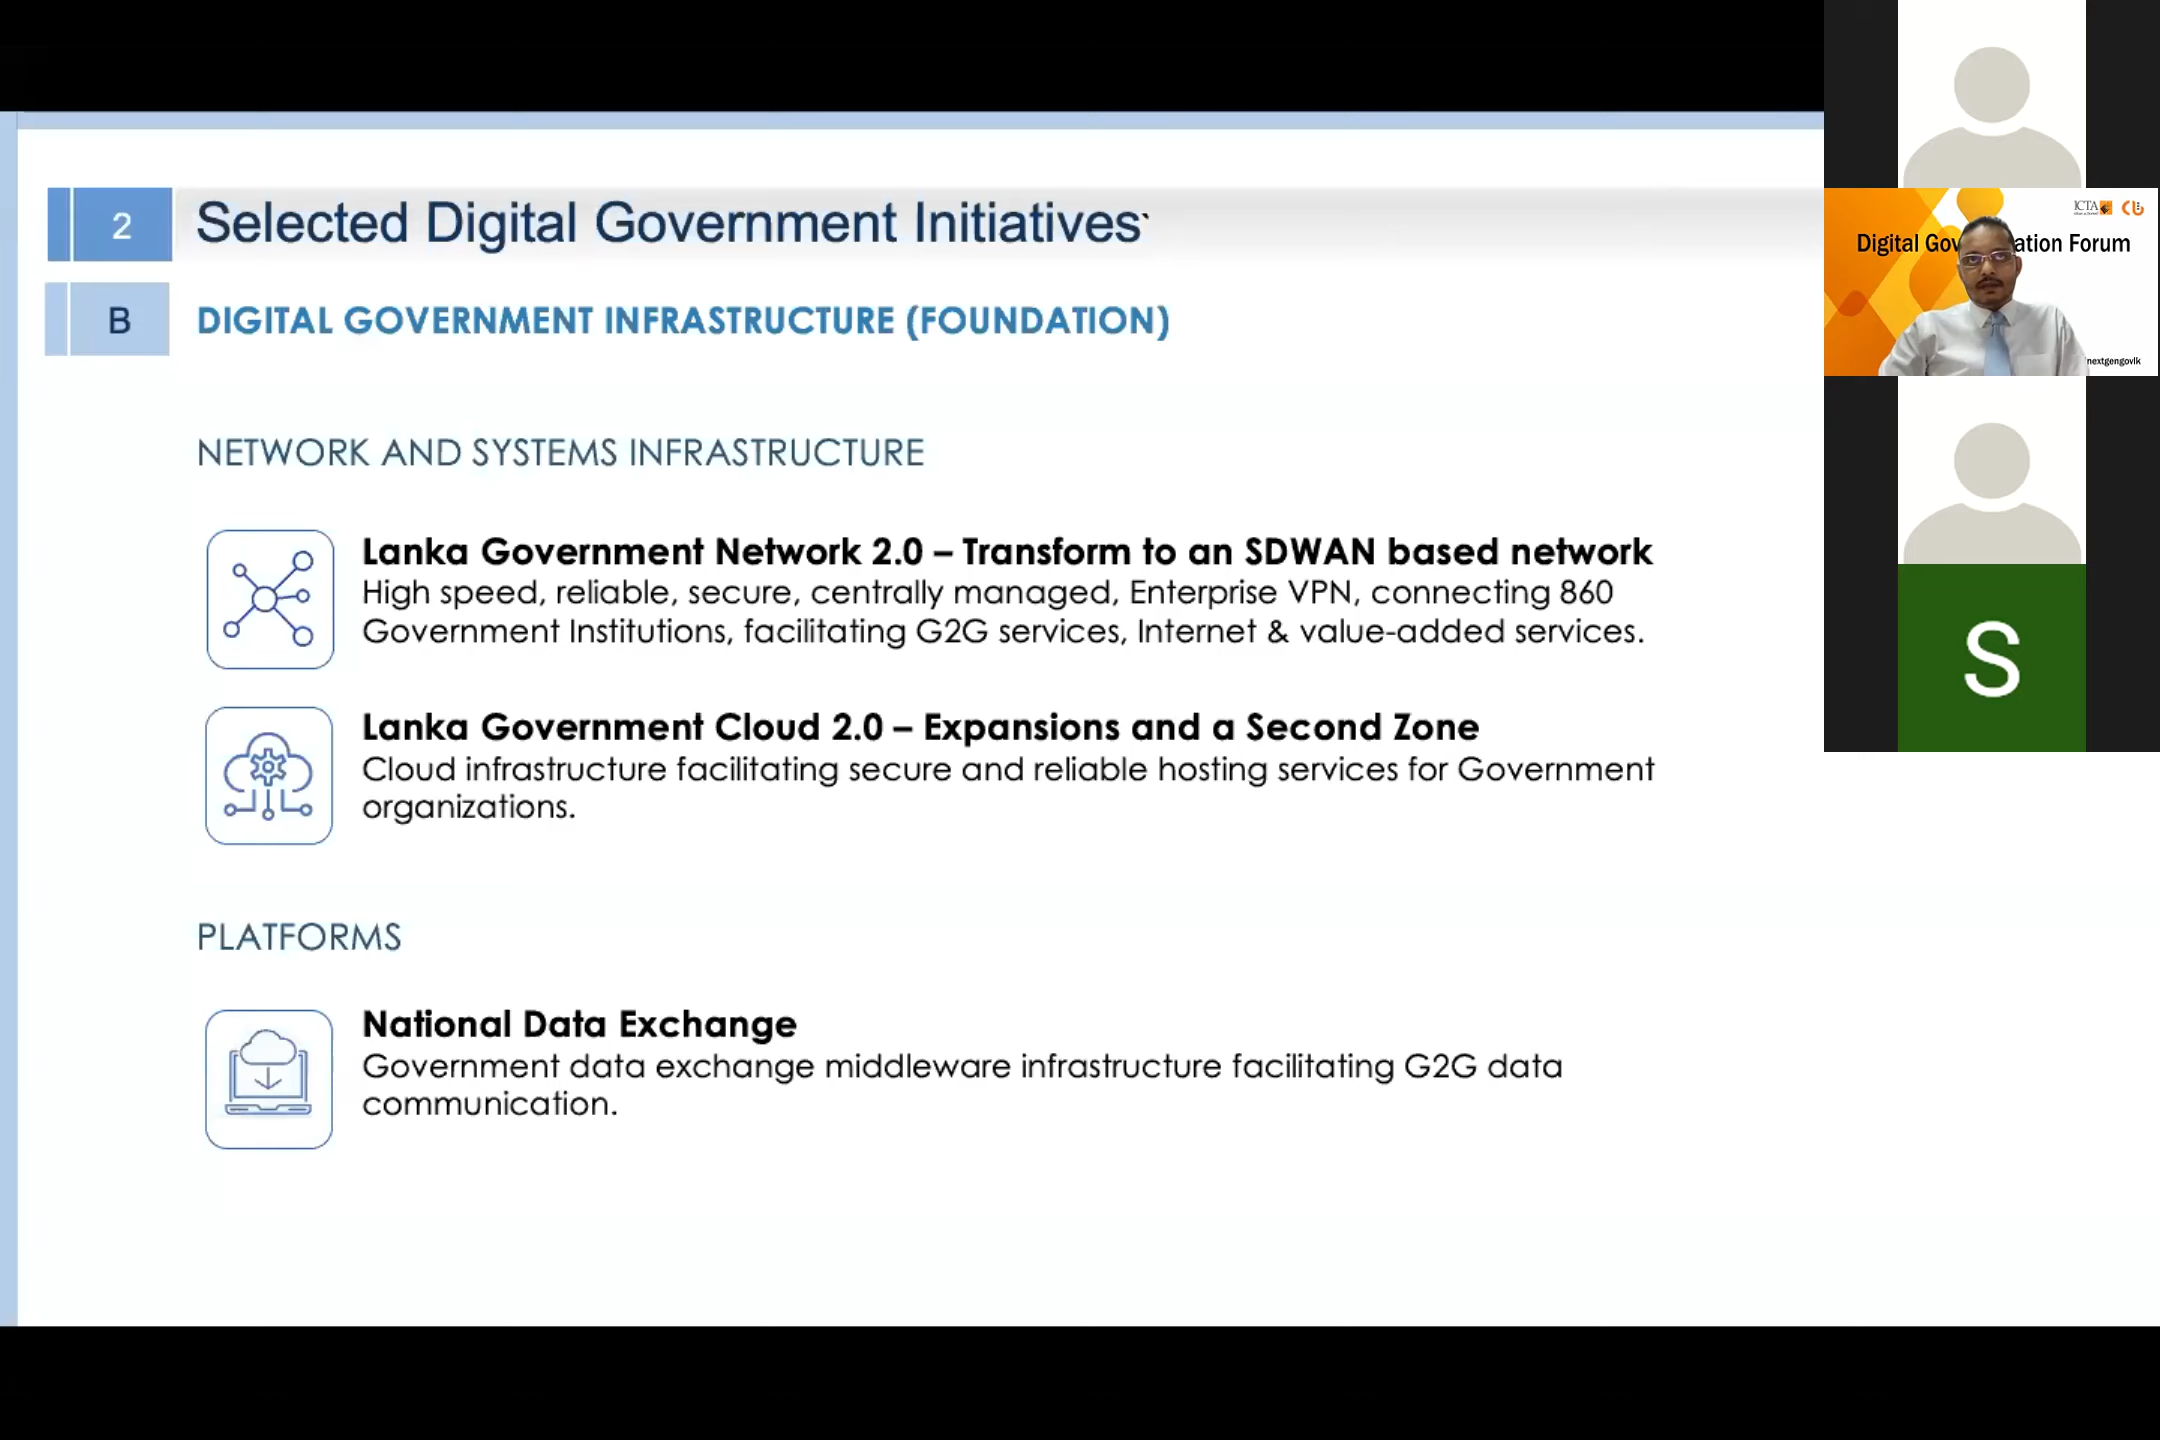 2
Selected Digital Government Initiatives`
B
DIGITAL GOVERNMENT INFRASTRUCTURE (FOUNDATION)
NETWORK AND SYSTEMS INFRASTRUCTURE
Lanka Government Network 2.0 – Transform to an SDWAN based network
High speed, reliable, secure, centrally managed, Enterprise VPN, connecting 860
Government Institutions, facilitating G2G services, Internet & value-added services.
Lanka Government Cloud 2.0 – Expansions and a Second Zone
Cloud infrastructure facilitating secure and reliable hosting services for Government
organizations.
PLATFORMS
National Data Exchange
Government data exchange middleware infrastructure facilitating G2G data
communication.
ICTA
Digital Gov ation Forum
nextgengovlk
S